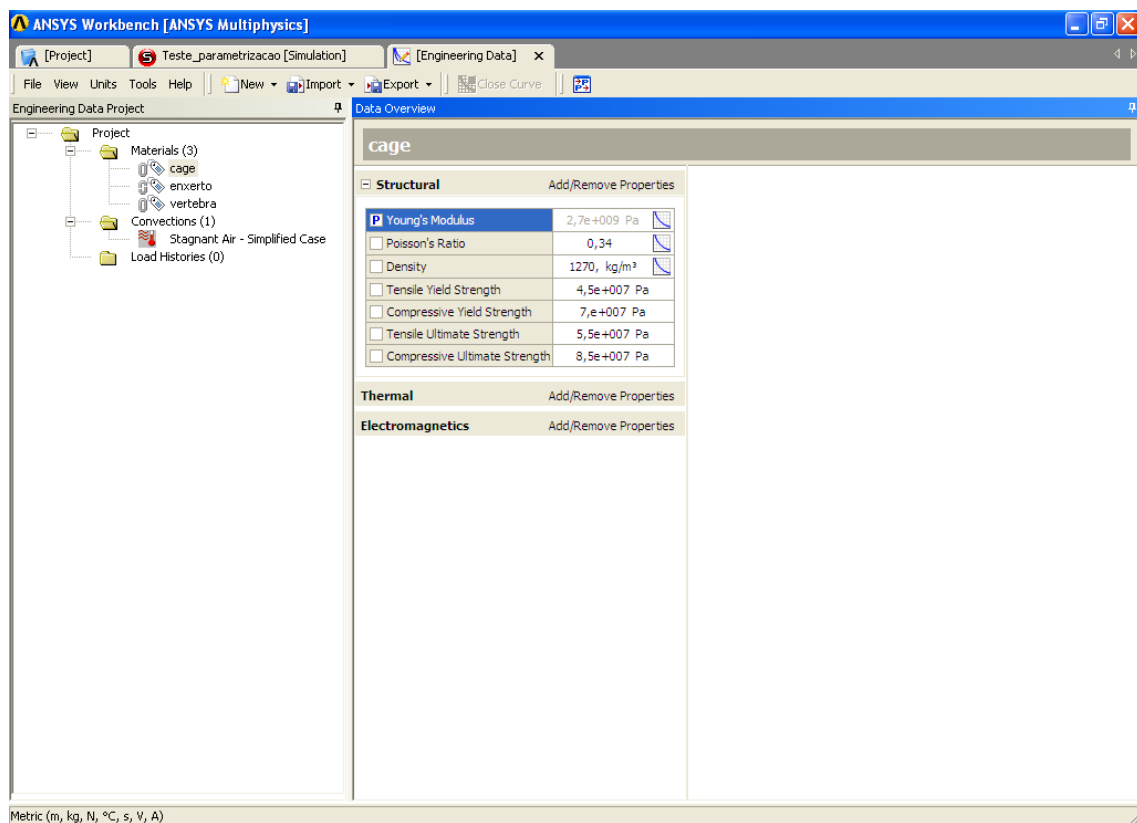 ANSYS Workbench [ANSYS Multiphysics]
[Project] Teste_parametrizacao [Simulation] [Engineering Data] X
File View Units Tools Help New Import Export Close Curve
Engineering Data Project
Project
Materials (3)
cage
enxerto
vertebra
Convections (1)
Stagnant Air - Simplified Case
Load Histories (0)
Data Overview
cage
Structural Add/Remove Properties
P Young's Modulus 2,7e+009 Pa
Poisson's Ratio 0,34
Density 1270, kg/m³
Tensile Yield Strength 4,5e+007 Pa
Compressive Yield Strength 7,e+007 Pa
Tensile Ultimate Strength 5,5e+007 Pa
Compressive Ultimate Strength 8,5e+007 Pa
Thermal Add/Remove Properties
Electromagnetics Add/Remove Properties
Metric (m, kg, N, °C, s, V, A)